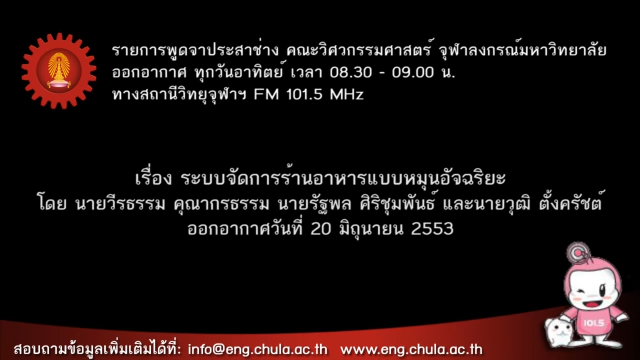 รายการพูดจาประสาช่าง คณะวิศวกรรมศาสตร์ จุฬาลงกรณ์มหาวิทยาลัย
ออกอากาศ ทุกวันอาทิตย์ เวลา 08.30 - 09.00 น.
ทางสถานีวิทยุจุฬาฯ FM 101.5 MHz
เรื่อง ระบบจัดการร้านอาหารแบบหมุนอัจฉริยะ
โดย นายวีรธรรม คุณากรธรรม นายรัฐพล ศิริชุมพันธ์ และนายวุฒิ ตั้งครัชต์
ออกอากาศวันที่ 20 มิถุนายน 2553
101.5
สอบถามข้อมูลเพิ่มเติมได้ที่: info@eng.chula.ac.th www.eng.chula.ac.th